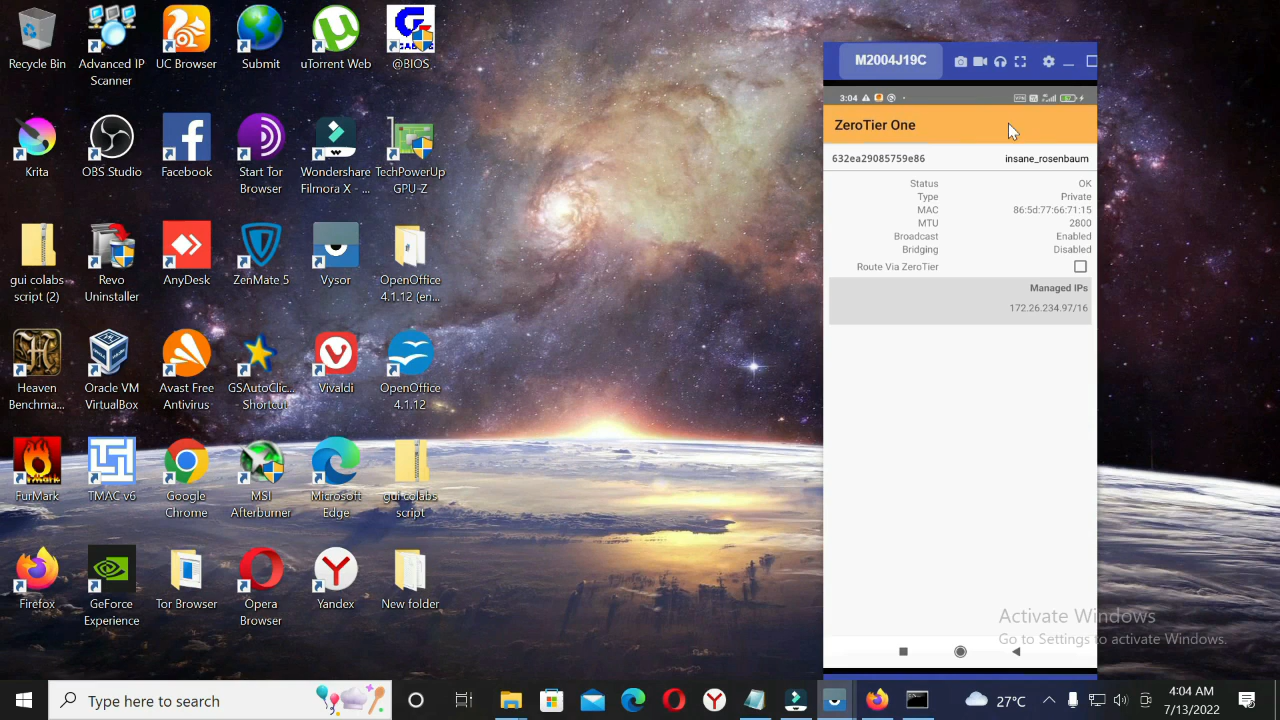 Recycle Bin
Advanced IP
Scanner
UC Browser
Submit
uTorrent Web
@BIOS
Krita
OBS Studio
Facebook
Start Tor
Browser
Wondershare
Filmora X - ...
TechPowerUp
GPU-Z
gui colabs
script (2)
Revo
Uninstaller
AnyDesk
ZenMate 5
Vysor
OpenOffice
4.1.12 (en...
Heaven
Benchma...
Oracle VM
VirtualBox
Avast Free
Antivirus
GSAutoClic...
- Shortcut
Vivaldi
OpenOffice
4.1.12
FurMark
TMAC v6
Google
Chrome
MSI
Afterburner
Microsoft
Edge
gui colabs
script
Firefox
GeForce
Experience
Tor Browser
Opera
Browser
Yandex
New folder
M2004J19C
3:04
ZeroTier One
632ea29085759e86 insane_rosenbaum
Status OK
Type Private
MAC 86:5d:77:66:71:15
MTU 2800
Broadcast Enabled
Bridging Disabled
Route Via ZeroTier
Managed IPs
172.26.234.97/16
Activate Windows
Go to Settings to activate Windows.
Type here to search
27°C
4:04 AM
7/13/2022